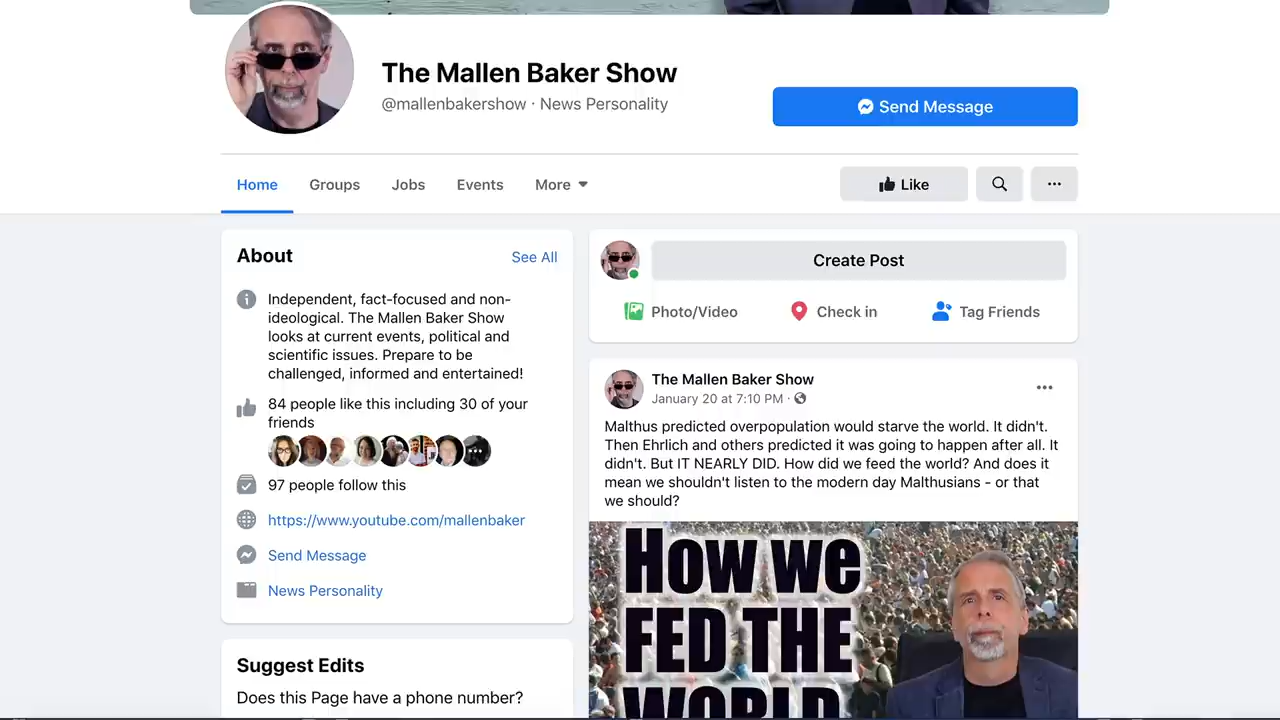 The Mallen Baker Show
@mallenbakershow · News Personality
Send Message
Home
Groups
Jobs
Events
More
Like
About
See All
Independent, fact-focused and non-
ideological. The Mallen Baker Show
looks at current events, political and
scientific issues. Prepare to be
challenged, informed and entertained!
84 people like this including 30 of your
friends
97 people follow this
https://www.youtube.com/mallenbaker
Send Message
News Personality
Suggest Edits
Does this Page have a phone number?
Create Post
Photo/Video
Check in
Tag Friends
The Mallen Baker Show
January 20 at 7:10 PM ·
Malthus predicted overpopulation would starve the world. It didn't.
Then Ehrlich and others predicted it was going to happen after all. It
didn't. But IT NEARLY DID. How did we feed the world? And does it
mean we shouldn't listen to the modern day Malthusians - or that
we should?
HOW WE
FED THE
WORLD